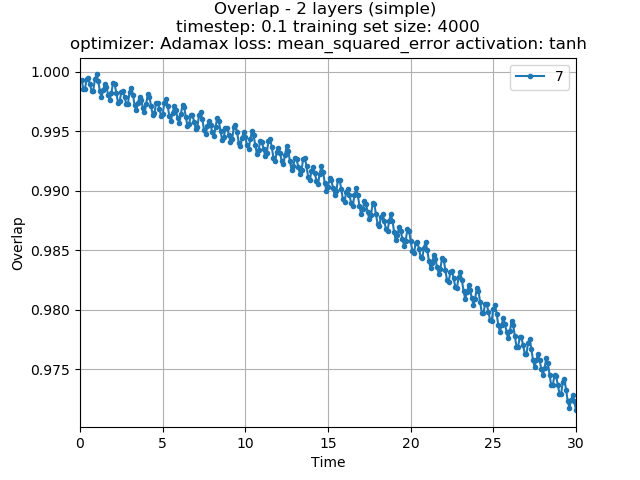 Overlap - 2 layers (simple)
timestep: 0.1 training set size: 4000
optimizer: Adamax loss: mean_squared_error activation: tanh
1.000
0.995
0.990
0.985
0.980
0.975
Overlap
7
0
5
10
15
20
25
30
Time